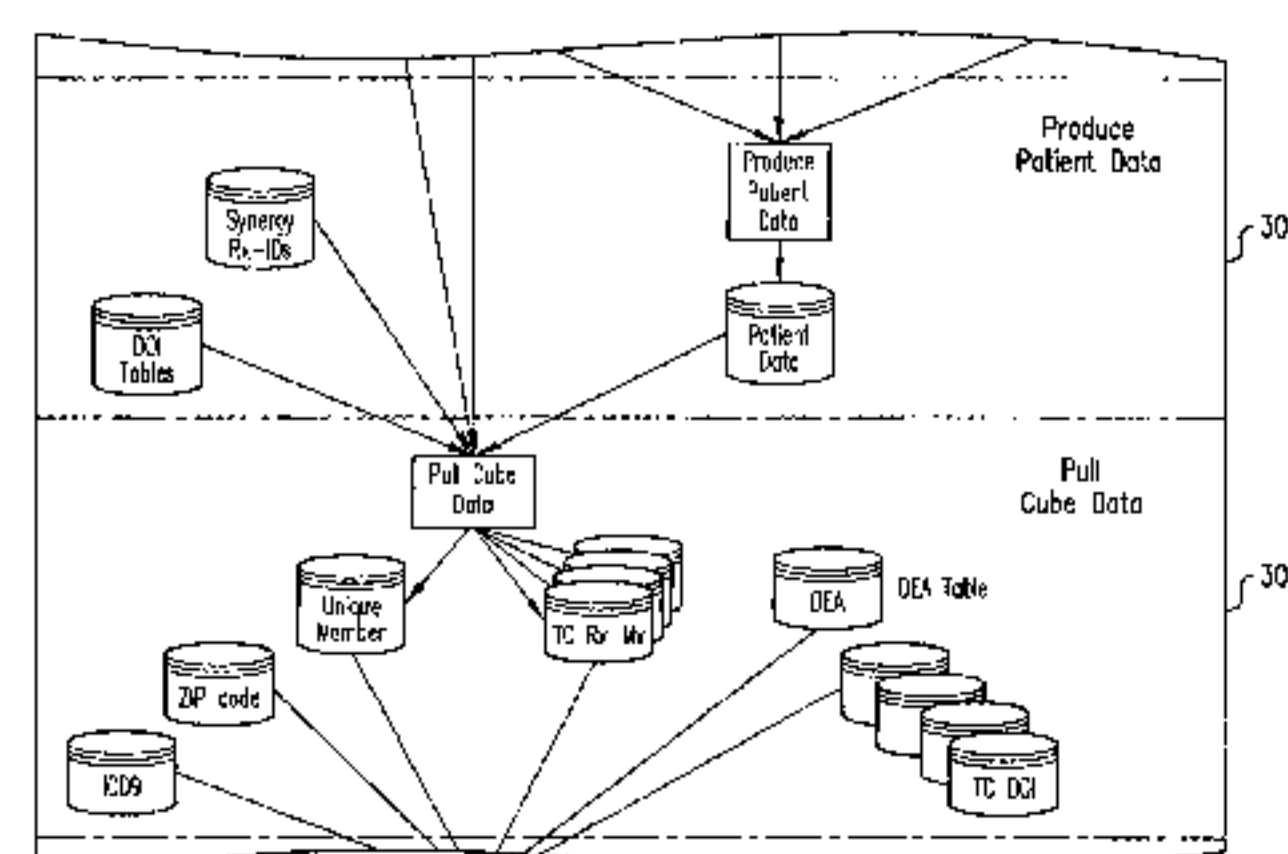 Produce
Patient Data
Produce
Data
30
Synergy
Rx-IDs
Patient
Data
DCI
Tables
Pull
Cube Data
Pull Cube
Data
30
Unique
Member
TC Rx
DEA
DEA Table
ZIP code
ICD9
TC DCI